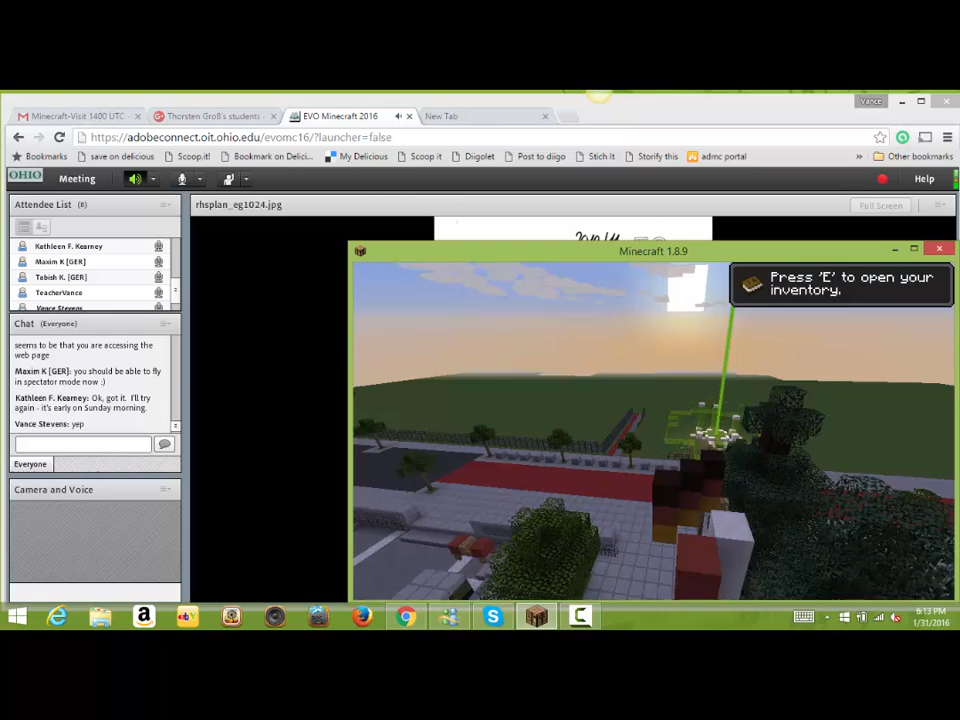 Vance
Minecraft-Visit 1400 UTC -
Thorsten Groß's students
EVO Minecraft 2016
New Tab
https://adobeconnect.oit.ohio.edu/evomc16/?launcher=false
Bookmarks
save on delicious
Scoop.it!
Bookmark on Delici...
My Delicious
Scoop it
Diigolet
Post to diigo
Stich It
Storify this
admc portal
»
Other bookmarks
OHIO
Meeting
Help
Attendee List (8)
rhsplan_eg1024.jpg
Full Screen
Kathleen F. Kearney
Maxim K [GER]
Tabish K. [GER]
TeacherVance
Vance Stevens
Minecraft 1.8.9
Press 'E' to open your
inventory.
Chat (Everyone)
seems to be that you are accessing the
web page
Maxim K [GER]: you should be able to fly
in spectator mode now ;)
Kathleen F. Kearney: Ok, got it. I'll try
again - it's early on Sunday morning.
Vance Stevens: yep
Everyone
Camera and Voice
a
ebY
S
C
6:13 PM
1/31/2016